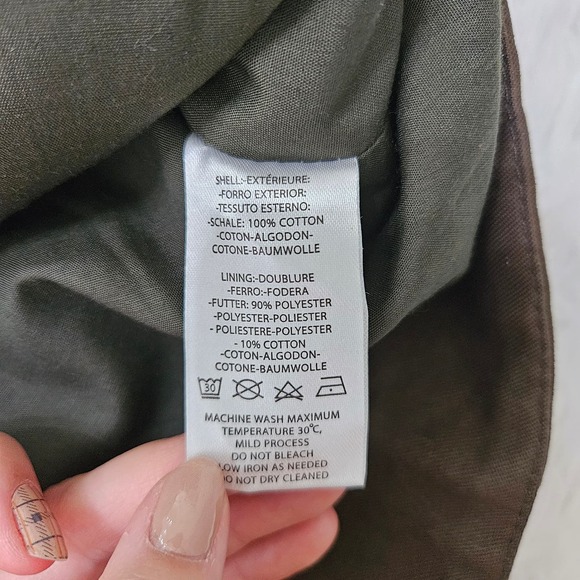 SHELL:-EXTÉRIEURE:
-FORRO EXTERIOR:
-TESSUTO ESTERNO:
-SCHALE: 100% COTTON
-COTON-ALGODON-
COTONE-BAUMWOLLE
LINING:-DOUBLURE
-FERRO:-FODERA
-FUTTER: 90% POLYESTER
-POLYESTER-POLIESTER
-POLIESTERE-POLYESTER
-10% COTTON
-COTON-ALGODON-
COTONE-BAUMWOLLE
30
MACHINE WASH MAXIMUM
TEMPERATURE 30℃,
MILD PROCESS
DO NOT BLEACH
LOW IRON AS NEEDED
DO NOT DRY CLEANED